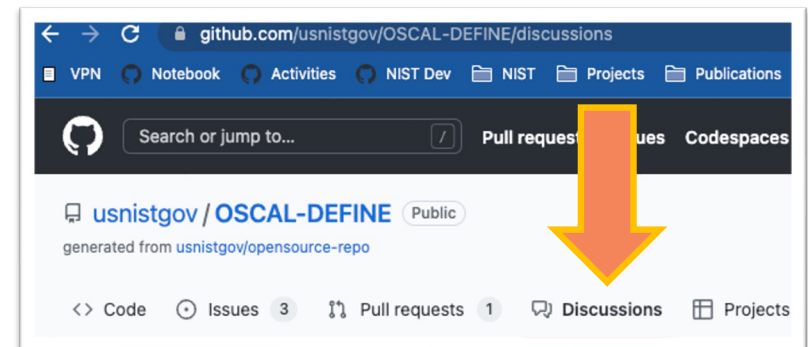 github.com/usnistgov/OSCAL-DEFINE/discussions
VPN Notebook Activities NIST Dev NIST Projects Publications
Search or jump to... / Pull ues Codespaces
usnistgov / OSCAL-DEFINE Public
generated from usnistgov/opensource-repo
<> Code Issues 3 Pull requests 1 Discussions Projects